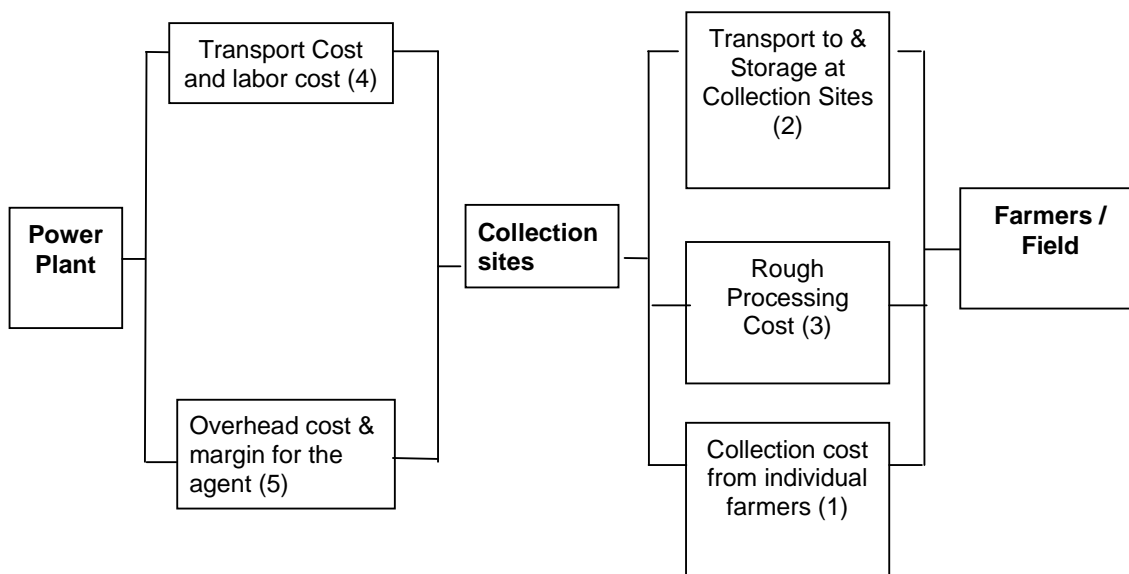 Transport Cost
and labor cost (4)
Power
Plant
Overhead cost &
margin for the
agent (5)
Collection
sites
Transport to &
Storage at
Collection Sites
(2)
Rough
Processing
Cost (3)
Collection cost
from individual
farmers (1)
Farmers /
Field